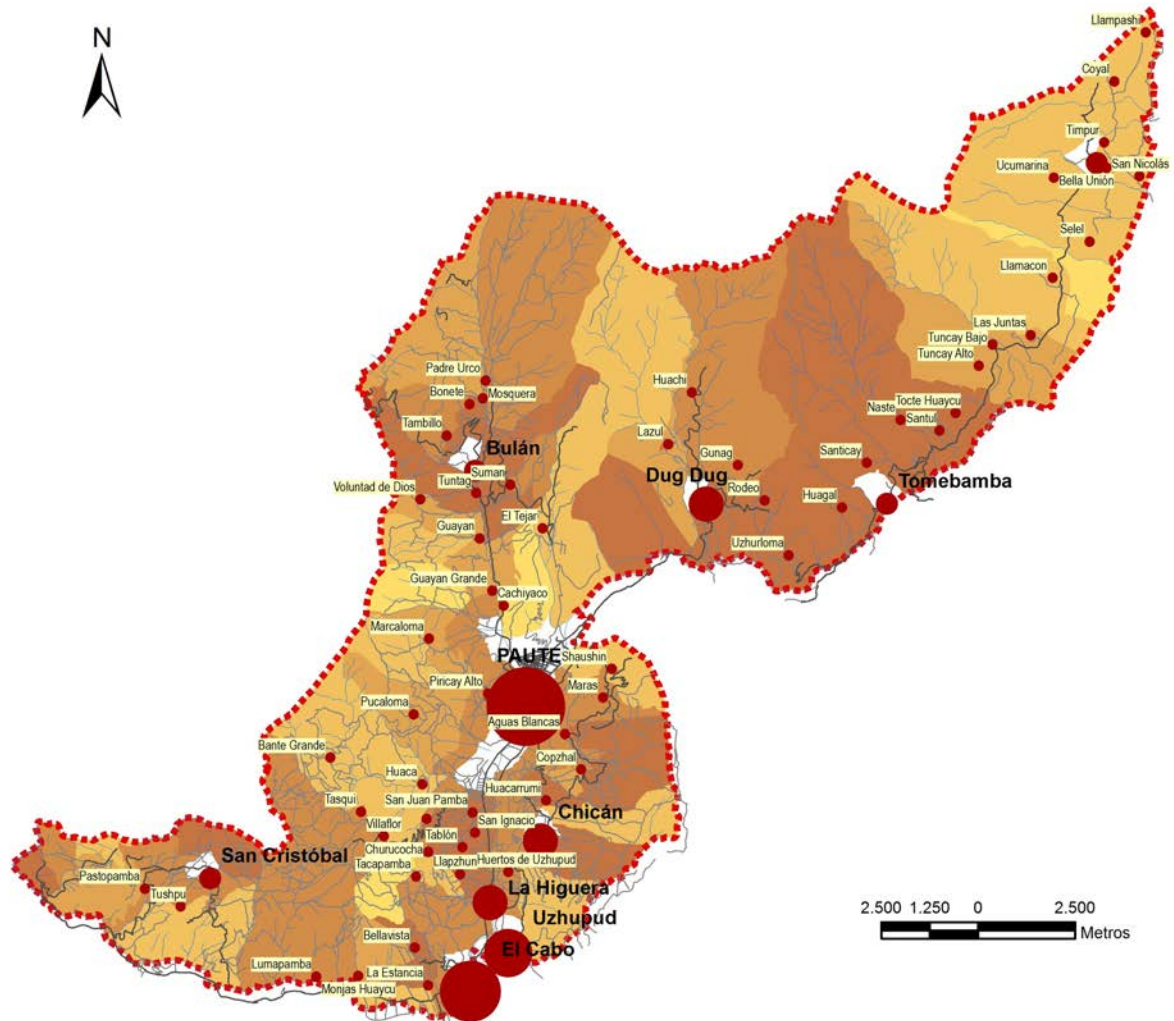 Llampashi
N
Coyal
Timpur
San Nicolás
Ucumarina
Bella Unión
Selel
Llamacon
Las Juntas
Tuncay Bajo
Tuncay Alto
Padre Urco
Huachi
Bonete
Mosquera
Tocte Huaycu
Naste
Santul
Tambillo
Lazul
Bulán
Gunag
Santicay
Suman
Dug Dug
Tomebamba
Tuntag
Voluntad de Dios
Rodeo
Huagal
El Tejar
Guayan
Uzhurloma
Guayan Grande
Cachiyaco
Marcaloma
PAUTE
Shaushin
Piricay Alto
Maras
Pucaloma
Aguas Blancas
Bante Grande
Copzhal
Huaca
Huacarrumi
Tasqui
San Juan Pamba
Chicán
Villaflor
San Ignacio
Tablón
Churucocha
San Cristóbal
Tacapamba
Llapzhun
Huertos de Uzhupud
Pastopamba
La Higuera
Tushpu
2.500 1.250 0 2.500
Metros
Uzhupud
Bellavista
El Cabo
Lumapamba
La Estancia
Monjas Huaycu